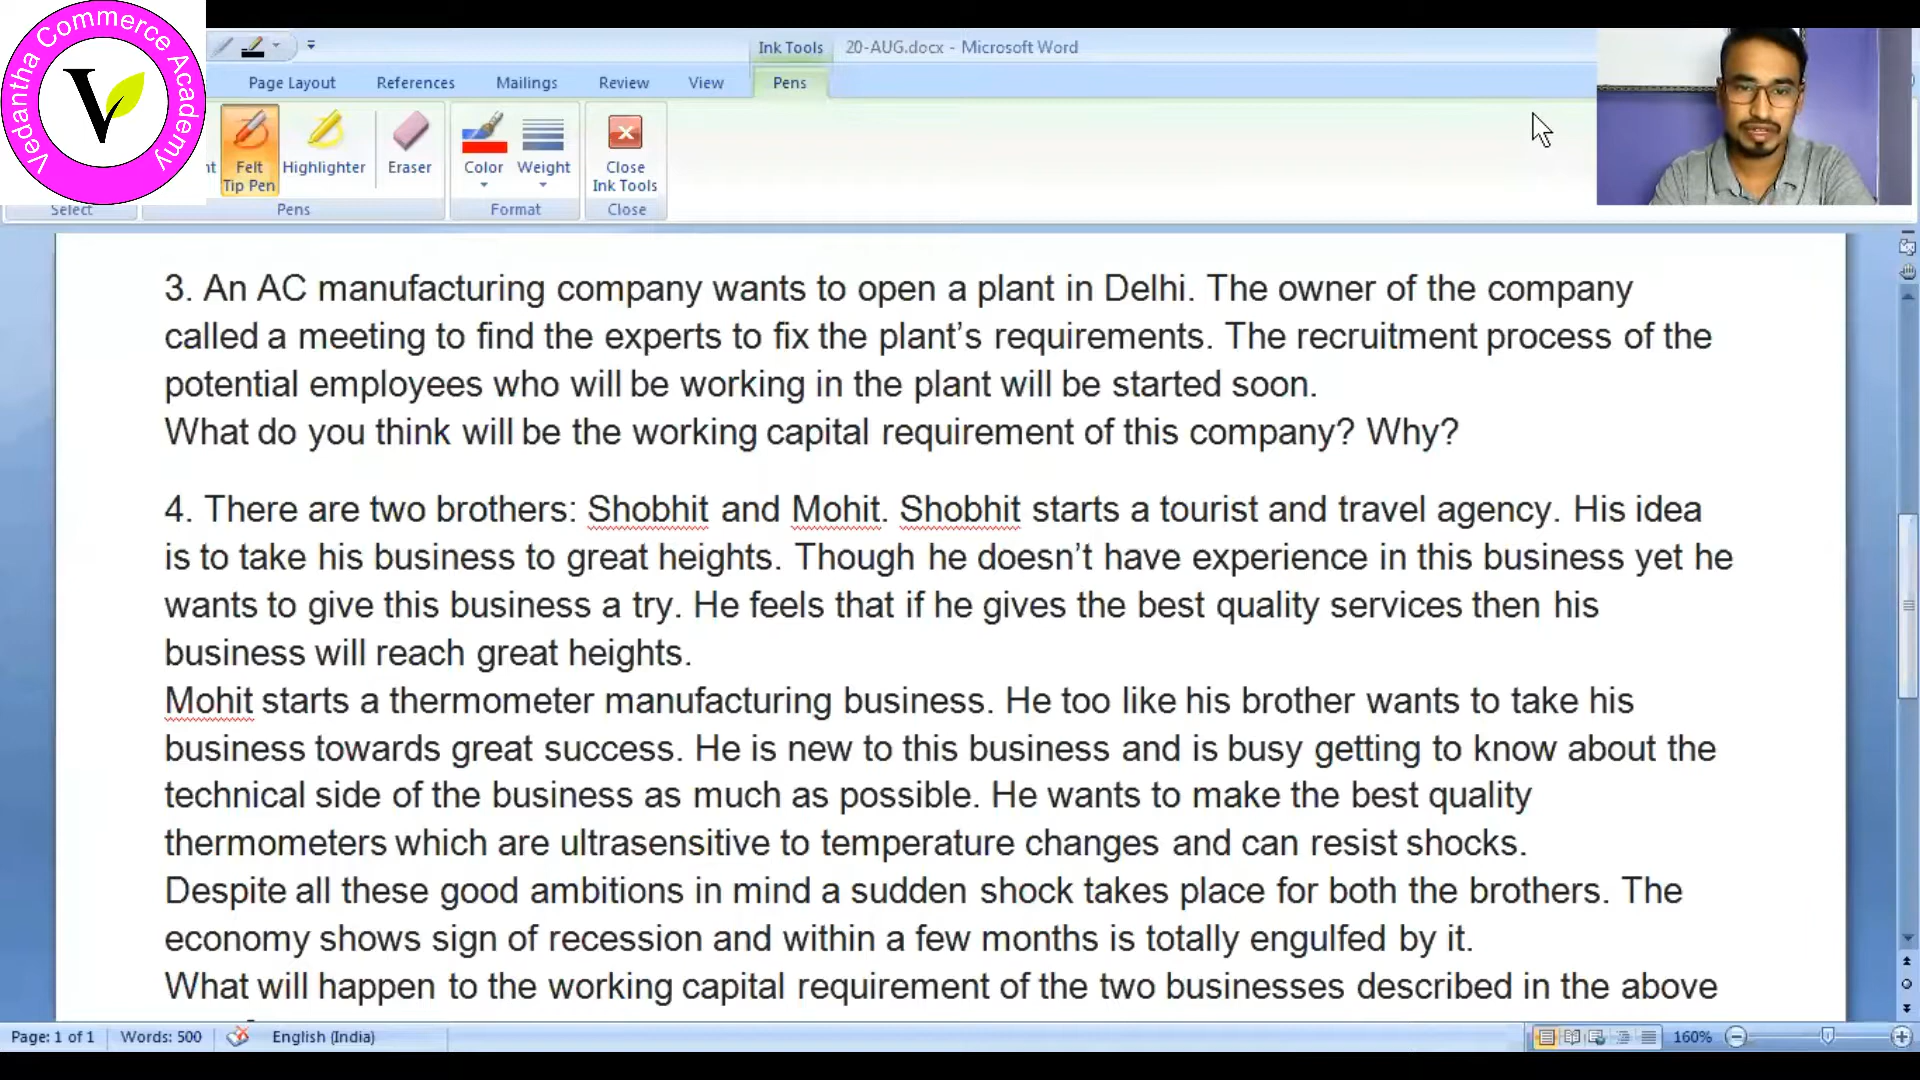 Vedantha Commerce Academy
V
Ink Tools
20-AUG.docx - Microsoft Word
Page Layout References Mailings Review View Pens
Felt Tip Pen
Highlighter
Eraser
Color
Weight
Close Ink Tools
Select Pens Format Close
3. An AC manufacturing company wants to open a plant in Delhi. The owner of the company
called a meeting to find the experts to fix the plant’s requirements. The recruitment process of the
potential employees who will be working in the plant will be started soon.
What do you think will be the working capital requirement of this company? Why?
4. There are two brothers: Shobhit and Mohit. Shobhit starts a tourist and travel agency. His idea
is to take his business to great heights. Though he doesn’t have experience in this business yet he
wants to give this business a try. He feels that if he gives the best quality services then his
business will reach great heights.
Mohit starts a thermometer manufacturing business. He too like his brother wants to take his
business towards great success. He is new to this business and is busy getting to know about the
technical side of the business as much as possible. He wants to make the best quality
thermometers which are ultrasensitive to temperature changes and can resist shocks.
Despite all these good ambitions in mind a sudden shock takes place for both the brothers. The
economy shows sign of recession and within a few months is totally engulfed by it.
What will happen to the working capital requirement of the two businesses described in the above
Page: 1 of 1 Words: 500 English (India) 160%